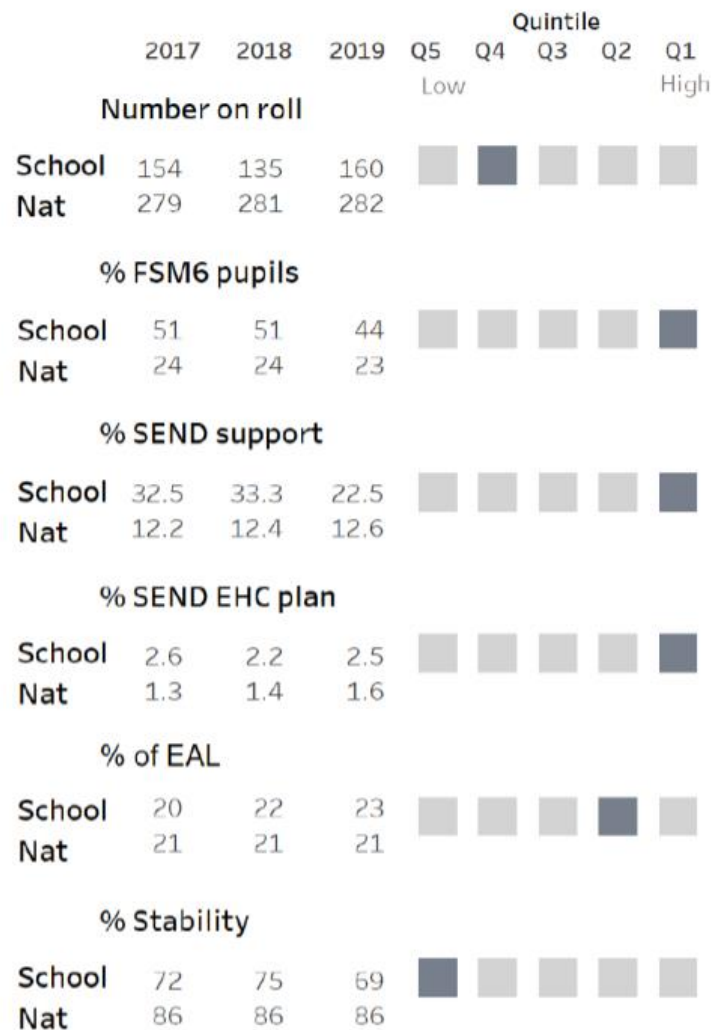 Quintile
2017 2018 2019 Q5 Q4 Q3 Q2 Q1
Low High
Number on roll
School 154 135 160
Nat 279 281 282
% FSM6 pupils
School 51 51 44
Nat 24 24 23
% SEND support
School 32.5 33.3 22.5
Nat 12.2 12.4 12.6
% SEND EHC plan
School 2.6 2.2 2.5
Nat 1.3 1.4 1.6
% of EAL
School 20 22 23
Nat 21 21 21
% Stability
School 72 75 69
Nat 86 86 86